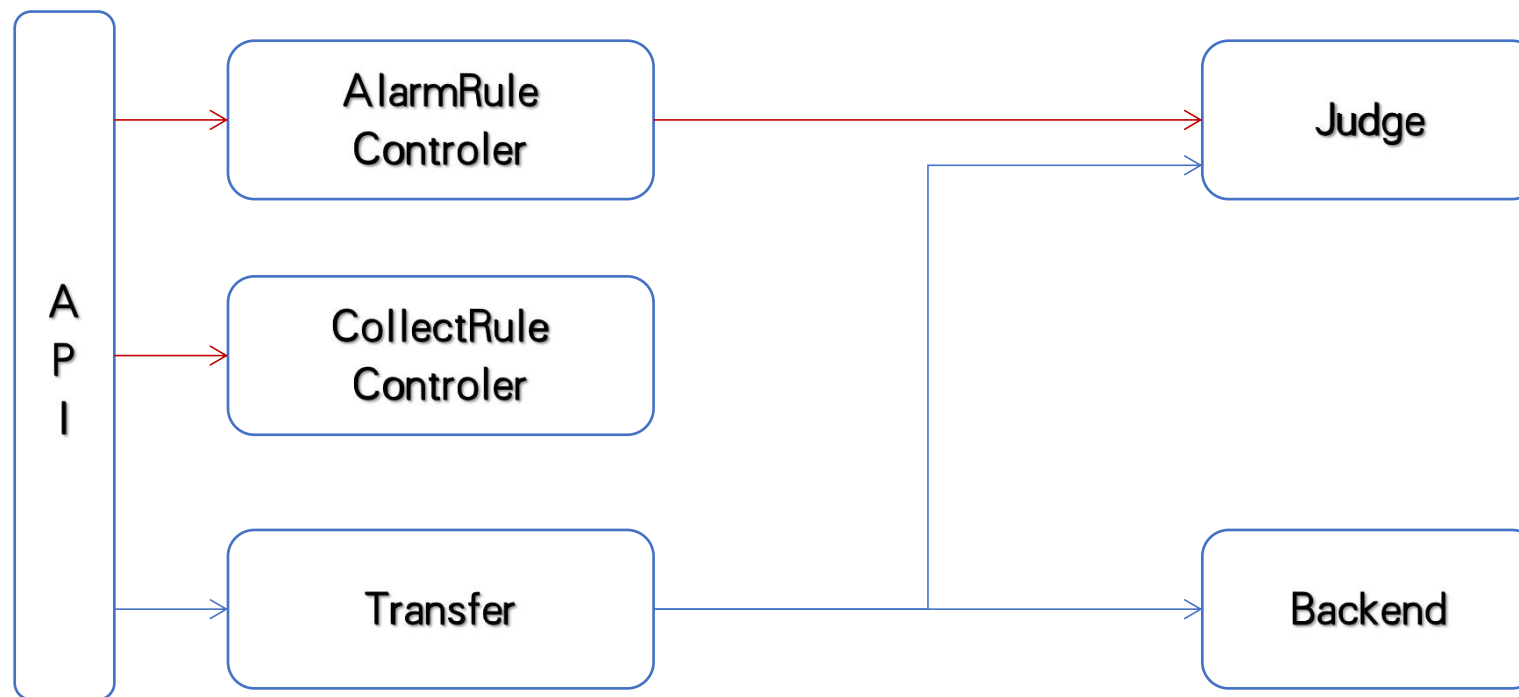 A
P
I
AlarmRule
Controler
Judge
CollectRule
Controler
Transfer
Backend